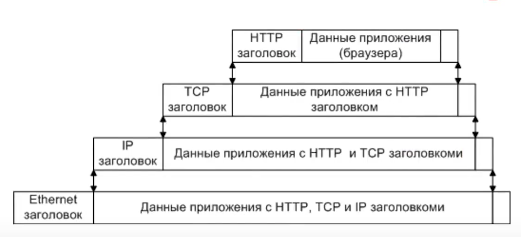 HTTP
заголовок
Данные приложения
(браузера)
TCP
заголовок
Данные приложения с HTTP
заголовком
IP
заголовок
Данные приложения с HTTP и TCP заголовкоми
Ethernet
заголовок
Данные приложения с HTTP, TCP и IP заголовкоми